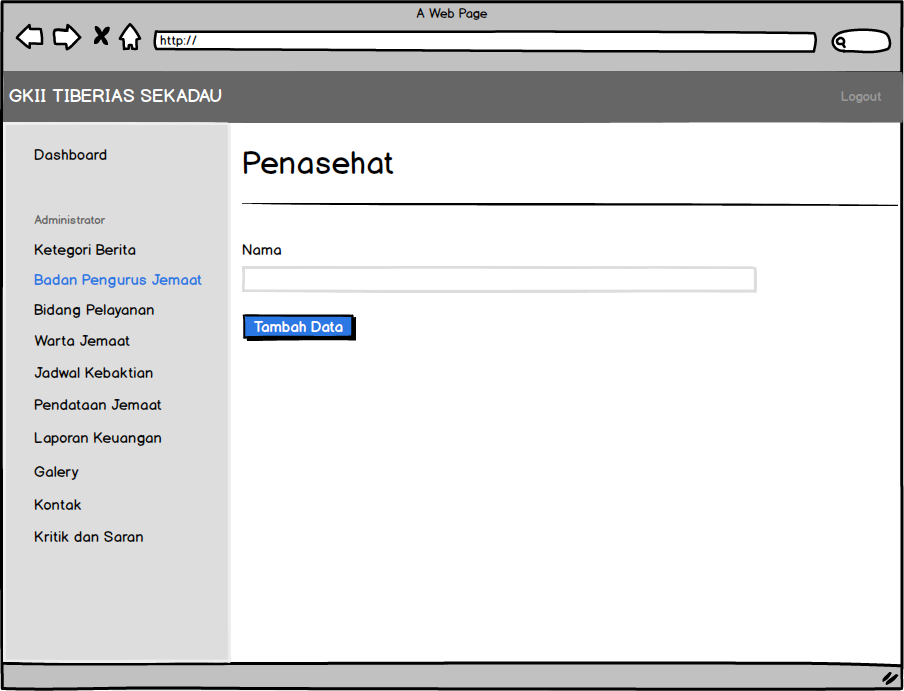 A Web Page
http://
GKII TIBERIAS SEKADAU
Logout
Dashboard
Administrator
Ketegori Berita
Badan Pengurus Jemaat
Bidang Pelayanan
Warta Jemaat
Jadwal Kebaktian
Pendataan Jemaat
Laporan Keuangan
Galery
Kontak
Kritik dan Saran
Penasehat
Nama
Tambah Data